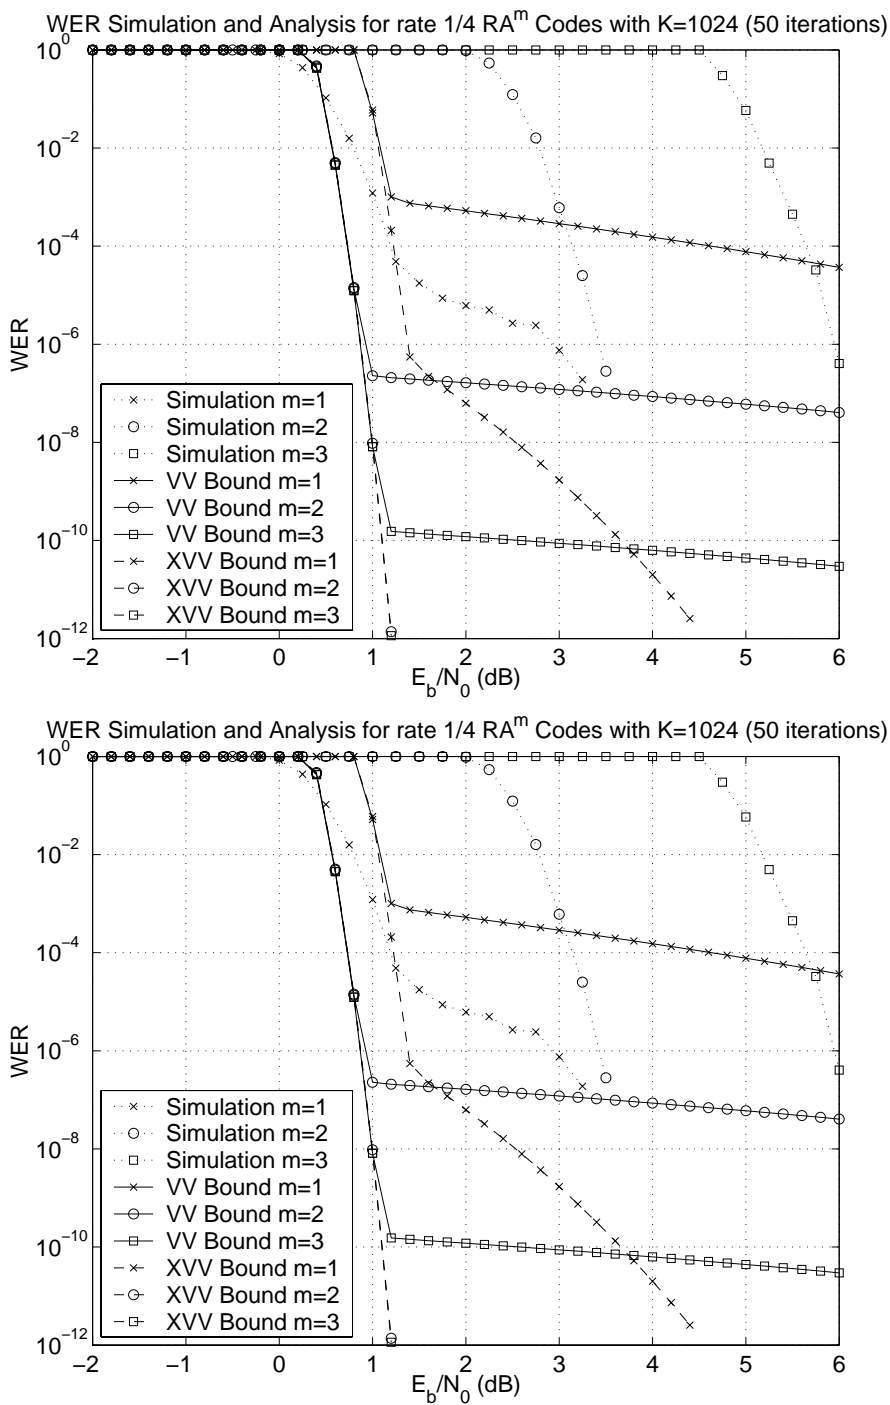 WER Simulation and Analysis for rate 1/4 RA^m Codes with K=1024 (50 iterations)
10^0
10^−2
10^−4
10^−6
10^−8
10^−10
10^−12
WER
Simulation m=1
Simulation m=2
Simulation m=3
VV Bound m=1
VV Bound m=2
VV Bound m=3
XVV Bound m=1
XVV Bound m=2
XVV Bound m=3
−2 −1 0 1 2 3 4 5 6
E_b/N_0 (dB)
WER Simulation and Analysis for rate 1/4 RA^m Codes with K=1024 (50 iterations)
10^0
10^−2
10^−4
10^−6
10^−8
10^−10
10^−12
WER
Simulation m=1
Simulation m=2
Simulation m=3
VV Bound m=1
VV Bound m=2
VV Bound m=3
XVV Bound m=1
XVV Bound m=2
XVV Bound m=3
−2 −1 0 1 2 3 4 5 6
E_b/N_0 (dB)